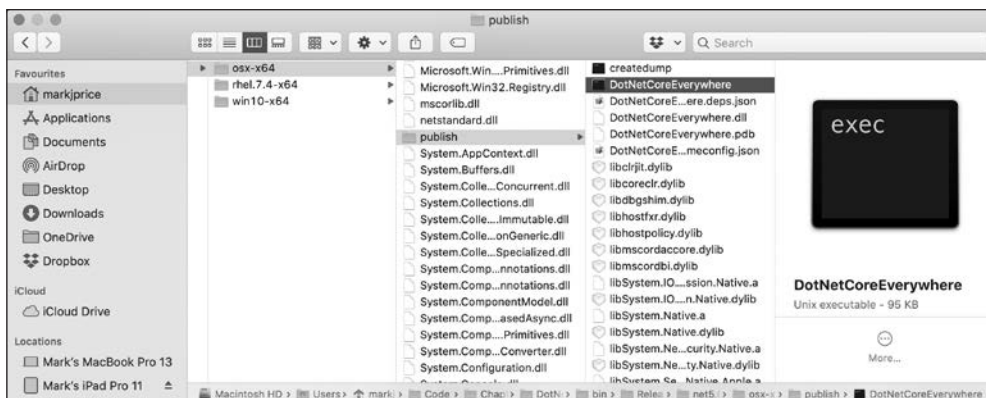 publish
Search
Favourites
markjprice
Applications
Documents
AirDrop
Desktop
Downloads
OneDrive
Dropbox
iCloud
iCloud Drive
Locations
Mark's MacBook Pro 13
Mark's iPad Pro 11
osx-x64
rhel.7.4-x64
win10-x64
Microsoft.Win....Primitives.dll
Microsoft.Win32.Registry.dll
mscorlib.dll
netstandard.dll
publish
System.AppContext.dll
System.Buffers.dll
System.Colle...Concurrent.dll
System.Collections.dll
System.Colle....Immutable.dll
System.Colle...onGeneric.dll
System.Colle...Specialized.dll
System.Comp...nnotations.dll
System.Comp...nnotations.dll
System.ComponentModel.dll
System.Comp...asedAsync.dll
System.Comp....Primitives.dll
System.Comp...Converter.dll
System.Configuration.dll
createdump
DotNetCoreEverywhere
DotNetCoreE...ere.deps.json
DotNetCoreEverywhere.dll
DotNetCoreEverywhere.pdb
DotNetCoreE...meconfig.json
libclrjit.dylib
libcoreclr.dylib
libdbgshim.dylib
libhostfxr.dylib
libhostpolicy.dylib
libmscordaccore.dylib
libmscordbi.dylib
libSystem.IO....ssion.Native.a
libSystem.IO....n.Native.dylib
libSystem.Native.a
libSystem.Native.dylib
libSystem.Ne...curity.Native.a
libSystem.Ne...ty.Native.dylib
exec
DotNetCoreEverywhere
Unix executable - 95 KB
More...
Macintosh HD › Users › mark › Code › Chap › DotN › bin › Relea › net5. › osx-x › publish › DotNetCoreEverywhere